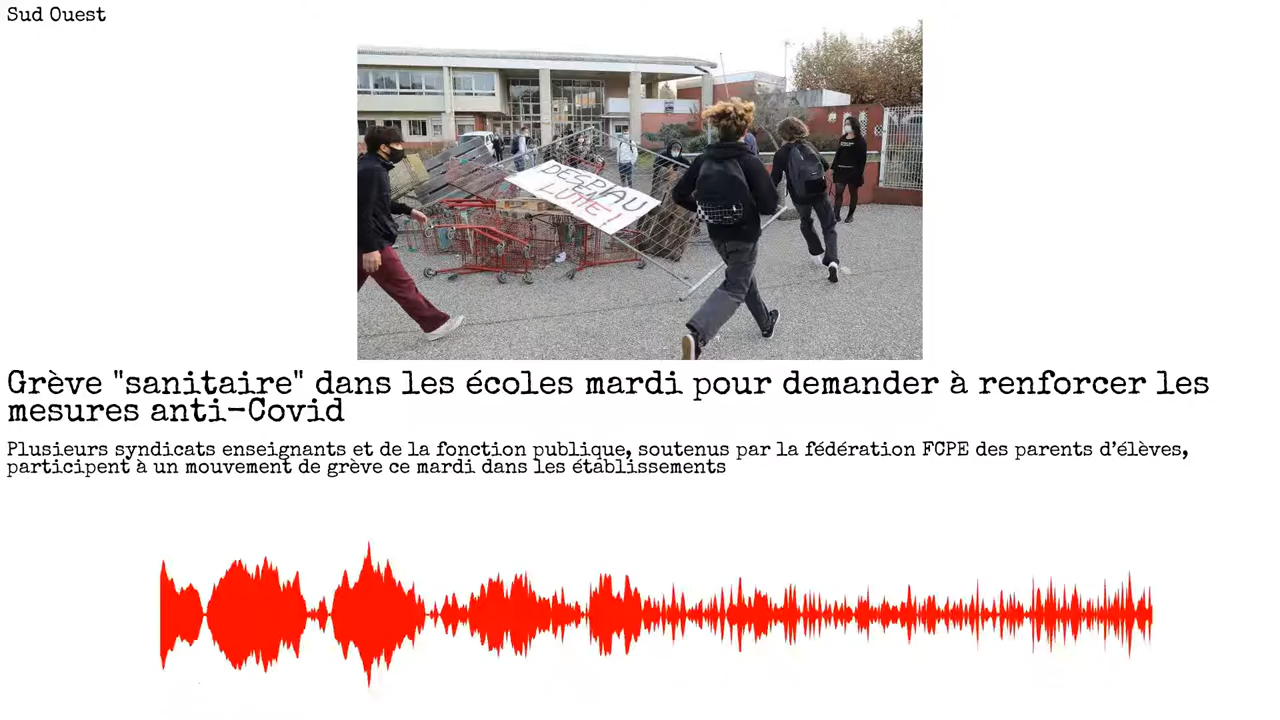 Sud Ouest
DESPIAU
EN
LUTTE !
Grève "sanitaire" dans les écoles mardi pour demander à renforcer les
mesures anti-Covid
Plusieurs syndicats enseignants et de la fonction publique, soutenus par la fédération FCPE des parents d'élèves,
participent à un mouvement de grève ce mardi dans les établissements